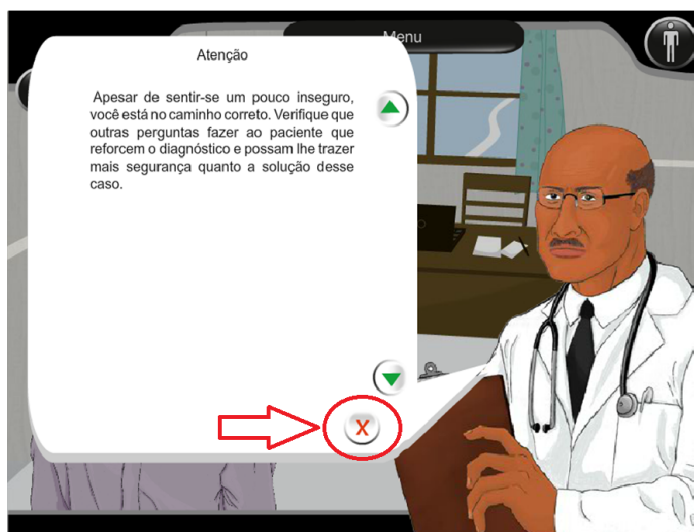 Menu
Atenção
Apesar de sentir-se um pouco inseguro,
você está no caminho correto. Verifique que
outras perguntas fazer ao paciente que
reforcem o diagnóstico e possam lhe trazer
mais segurança quanto a solução desse
caso.
X